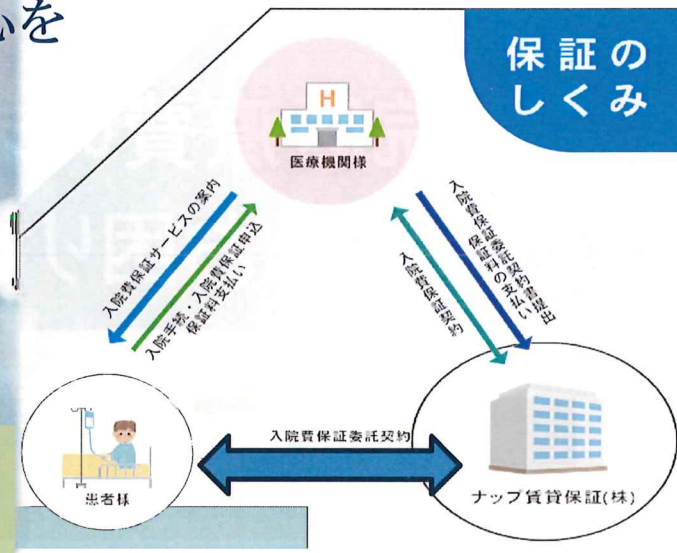 を
保証の
しくみ
H
医療機関様
入院費保証サービスの案内
入院手続・入院費保証申込
保証料支払い
入院費保証契約
入院費保証委託契約書提出
保証料の支払い
入院費保証委託契約
患者様
ナップ賃貸保証(株)